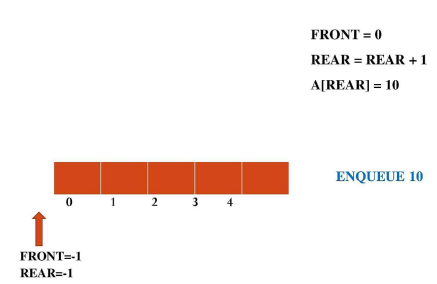 FRONT = 0
REAR = REAR + 1
A[REAR] = 10
ENQUEUE 10
0 1 2 3 4
FRONT=-1
REAR=-1